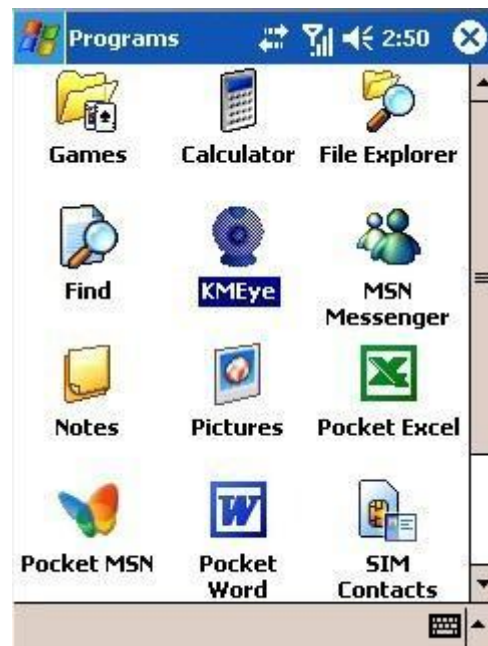 Programs 2:50
Games Calculator File Explorer
Find KMEye MSN
Messenger
Notes Pictures Pocket Excel
Pocket MSN Pocket
Word SIM
Contacts